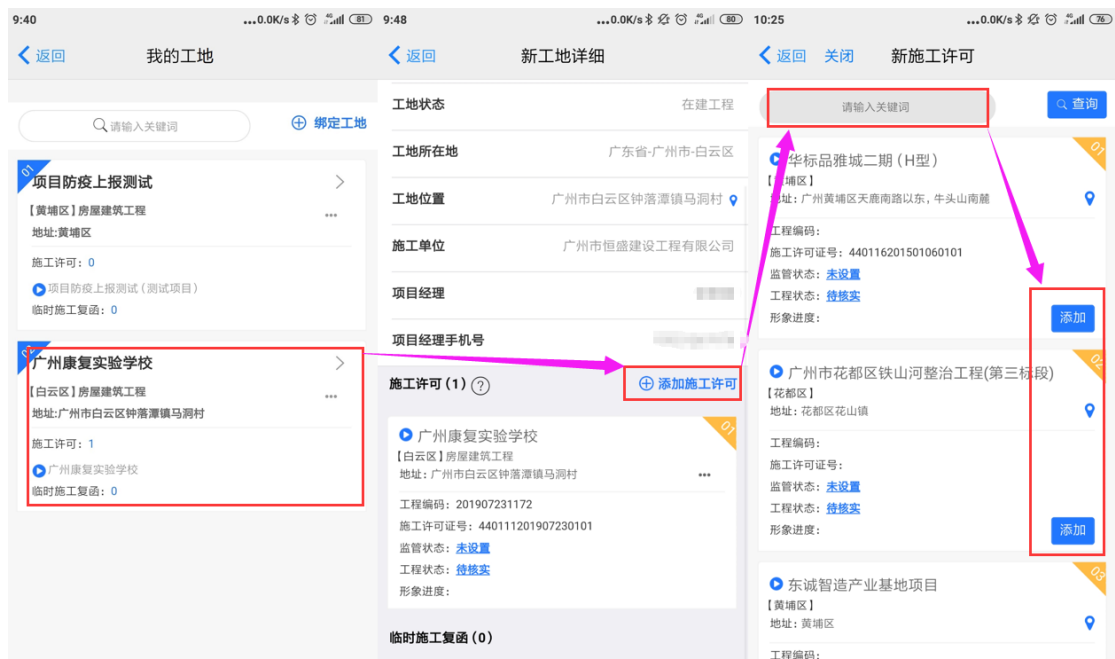 9:40
...0.0K/s 4G 81
返回
我的工地
请输入关键词
绑定工地
01
项目防疫上报测试
【黄埔区】房屋建筑工程
地址:黄埔区
施工许可: 0
项目防疫上报测试(测试项目)
临时施工复函: 0
广州康复实验学校
【白云区】房屋建筑工程
地址:广州市白云区钟落潭镇马洞村
施工许可: 1
广州康复实验学校
临时施工复函: 0
9:48
...0.0K/s 4G 80
返回
新工地详细
工地状态 在建工程
工地所在地 广东省-广州市-白云区
工地位置 广州市白云区钟落潭镇马洞村
施工单位 广州市恒盛建设工程有限公司
项目经理
项目经理手机号
施工许可(1) ?
添加施工许可
01
广州康复实验学校
【白云区】房屋建筑工程
地址: 广州市白云区钟落潭镇马洞村
工程编码: 201907231172
施工许可证号: 440111201907230101
监管状态: 未设置
工程状态: 待核实
形象进度:
临时施工复函(0)
10:25
...0.0K/s 4G 76
返回 关闭
新施工许可
请输入关键词
查询
01
华标品雅城二期(H型)
埔区】
地址: 广州黄埔区天鹿南路以东, 牛头山南麓
工程编码:
施工许可证号: 440116201501060101
监管状态: 未设置
工程状态: 待核实
形象进度:
添加
02
广州市花都区铁山河整治工程(第三标段)
【花都区】
地址: 花都区花山镇
工程编码:
施工许可证号:
监管状态: 未设置
工程状态: 待核实
形象进度:
添加
03
东诚智造产业基地项目
【黄埔区】
地址: 黄埔区
工程编码: